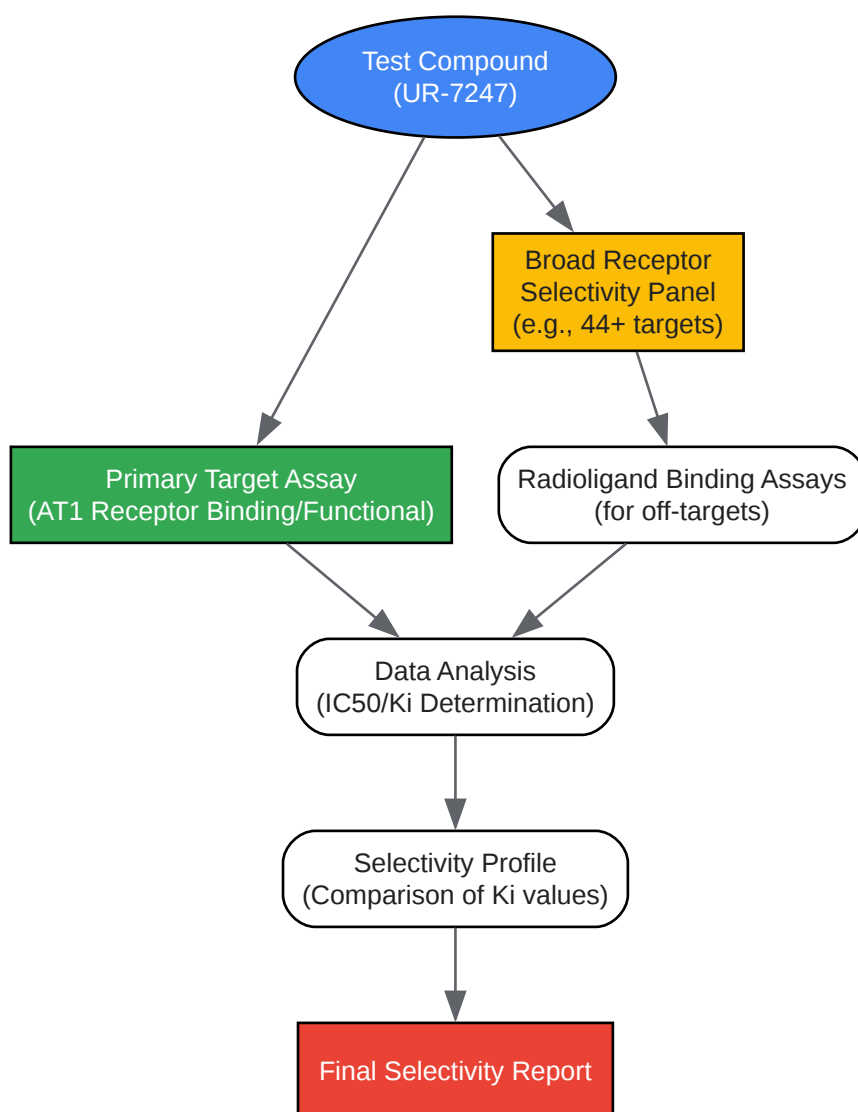 Test Compound
(UR-7247)
Broad Receptor
Selectivity Panel
(e.g., 44+ targets)
Primary Target Assay
(AT1 Receptor Binding/Functional)
Radioligand Binding Assays
(for off-targets)
Data Analysis
(IC50/Ki Determination)
Selectivity Profile
(Comparison of Ki values)
Final Selectivity Report